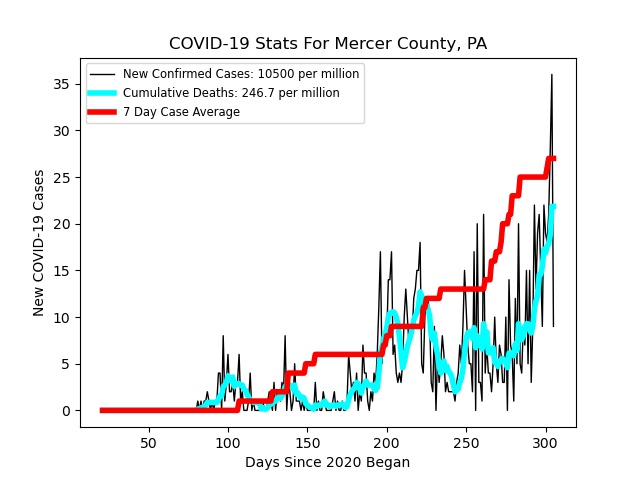 COVID-19 Stats For Mercer County, PA
New Confirmed Cases: 10500 per million
Cumulative Deaths: 246.7 per million
7 Day Case Average
New COVID-19 Cases
35
30
25
20
15
10
5
0
50
100
150
200
250
300
Days Since 2020 Began